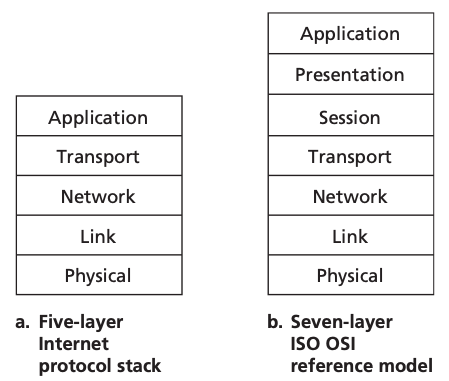 Application
Transport
Network
Link
Physical
a. Five-layer
Internet
protocol stack
Application
Presentation
Session
Transport
Network
Link
Physical
b. Seven-layer
ISO OSI
reference model